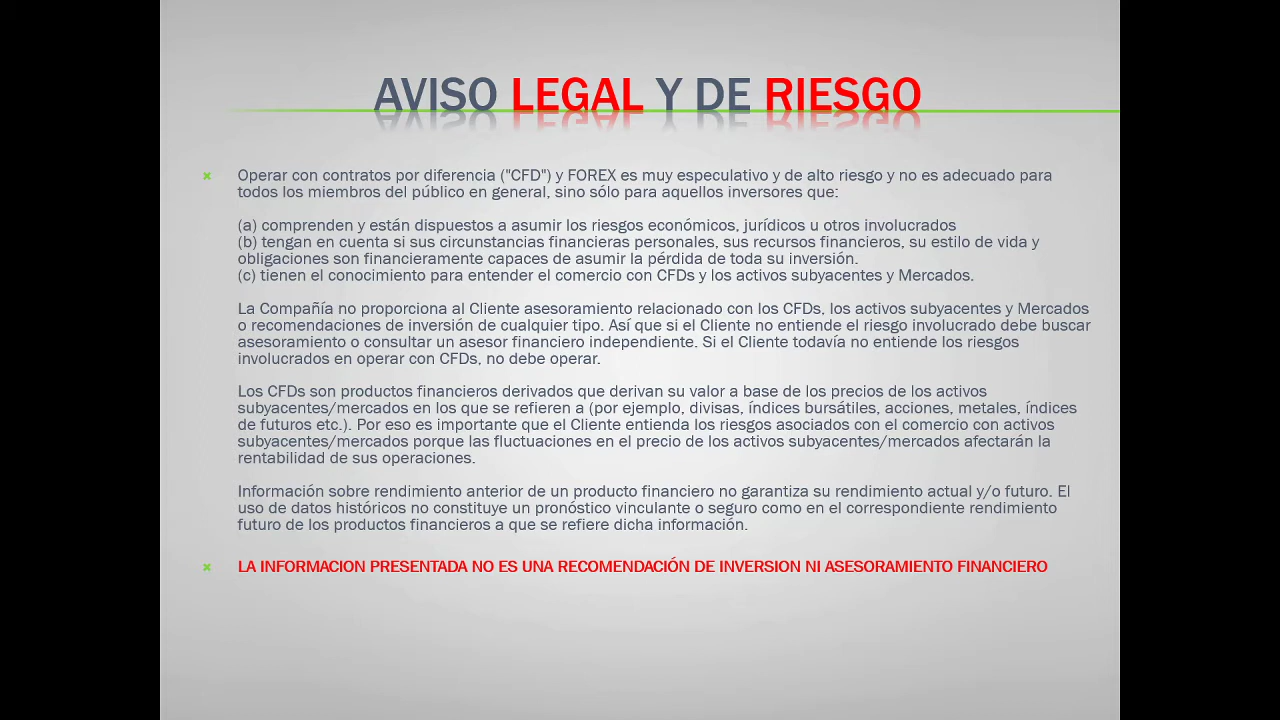 AVISO LEGAL Y DE RIESGO
Operar con contratos por diferencia ("CFD") y FOREX es muy especulativo y de alto riesgo y no es adecuado para
todos los miembros del público en general, sino sólo para aquellos inversores que:
(a) comprenden y están dispuestos a asumir los riesgos económicos, jurídicos u otros involucrados
(b) tengan en cuenta si sus circunstancias financieras personales, sus recursos financieros, su estilo de vida y
obligaciones son financieramente capaces de asumir la pérdida de toda su inversión.
(c) tienen el conocimiento para entender el comercio con CFDs y los activos subyacentes y Mercados.
La Compañía no proporciona al Cliente asesoramiento relacionado con los CFDs, los activos subyacentes y Mercados
o recomendaciones de inversión de cualquier tipo. Así que si el Cliente no entiende el riesgo involucrado debe buscar
asesoramiento o consultar un asesor financiero independiente. Si el Cliente todavía no entiende los riesgos
involucrados en operar con CFDs, no debe operar.
Los CFDs son productos financieros derivados que derivan su valor a base de los precios de los activos
subyacentes/mercados en los que se refieren a (por ejemplo, divisas, índices bursátiles, acciones, metales, índices
de futuros etc.). Por eso es importante que el Cliente entienda los riesgos asociados con el comercio con activos
subyacentes/mercados porque las fluctuaciones en el precio de los activos subyacentes/mercados afectarán la
rentabilidad de sus operaciones.
Información sobre rendimiento anterior de un producto financiero no garantiza su rendimiento actual y/o futuro. El
uso de datos históricos no constituye un pronóstico vinculante o seguro como en el correspondiente rendimiento
futuro de los productos financieros a que se refiere dicha información.
LA INFORMACION PRESENTADA NO ES UNA RECOMENDACIÓN DE INVERSION NI ASESORAMIENTO FINANCIERO